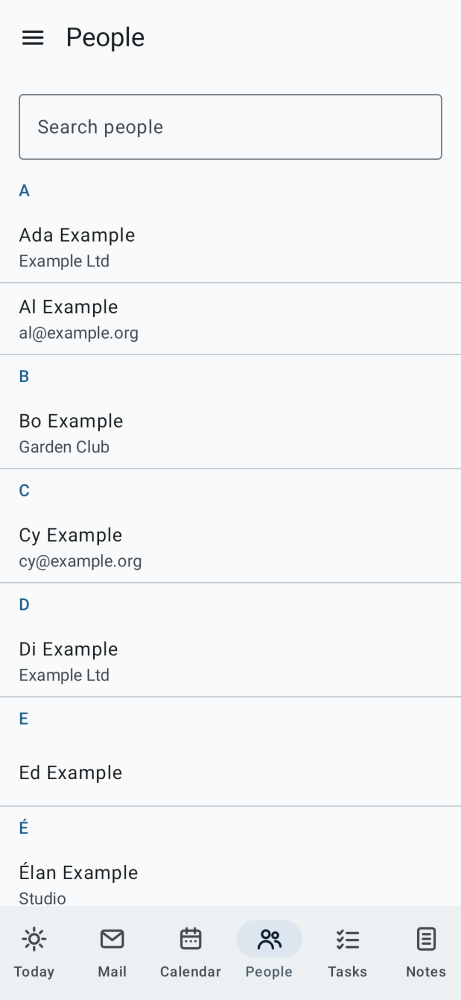 People
Search people
A
Ada Example
Example Ltd
Al Example
al@example.org
B
Bo Example
Garden Club
C
Cy Example
cy@example.org
D
Di Example
Example Ltd
E
Ed Example
É
Élan Example
Studio
Today Mail Calendar People Tasks Notes